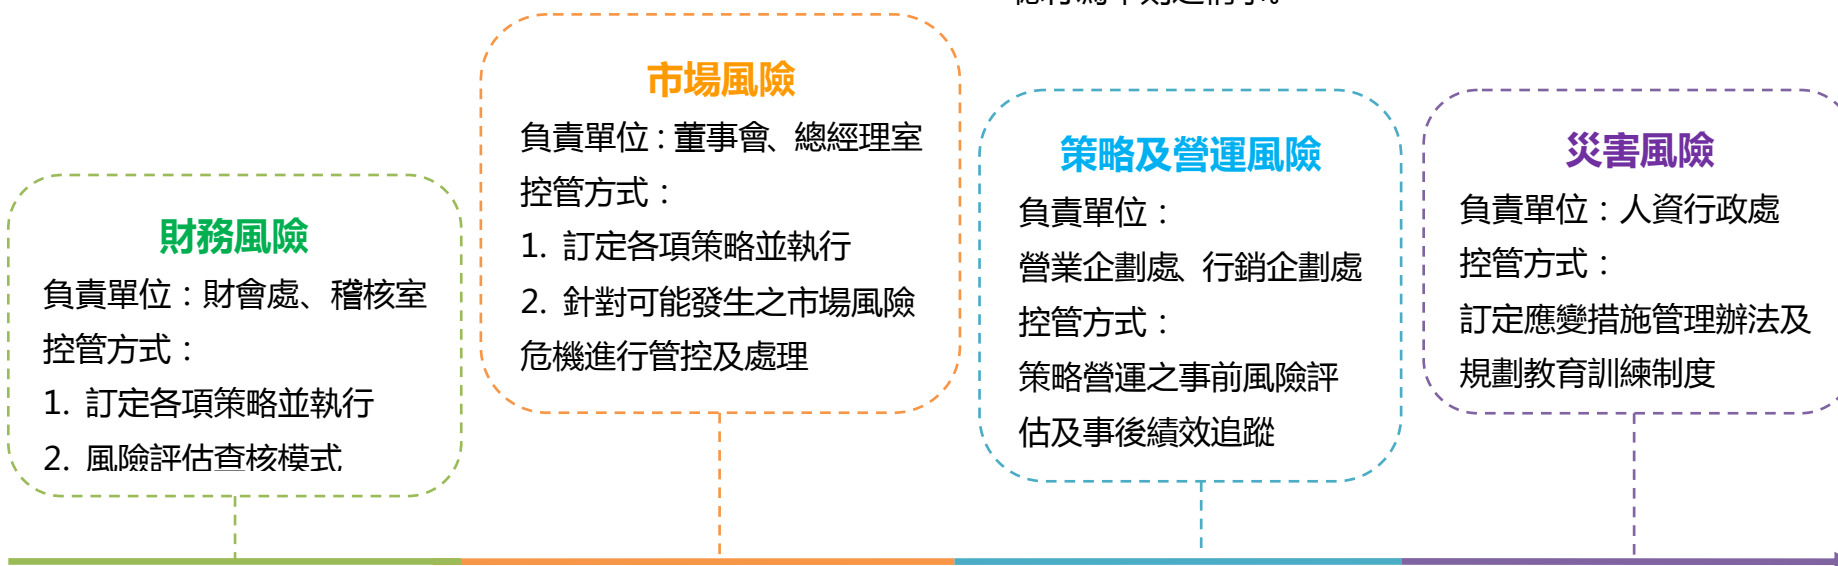 財務風險
負責單位：財會處、稽核室
控管方式：
1. 訂定各項策略並執行
2. 風險評估查核模式
市場風險
負責單位：董事會、總經理室
控管方式：
1. 訂定各項策略並執行
2. 針對可能發生之市場風險
危機進行管控及處理
策略及營運風險
負責單位：
營業企劃處、行銷企劃處
控管方式：
策略營運之事前風險評
估及事後績效追蹤
災害風險
負責單位：人資行政處
控管方式：
訂定應變措施管理辦法及
規劃教育訓練制度